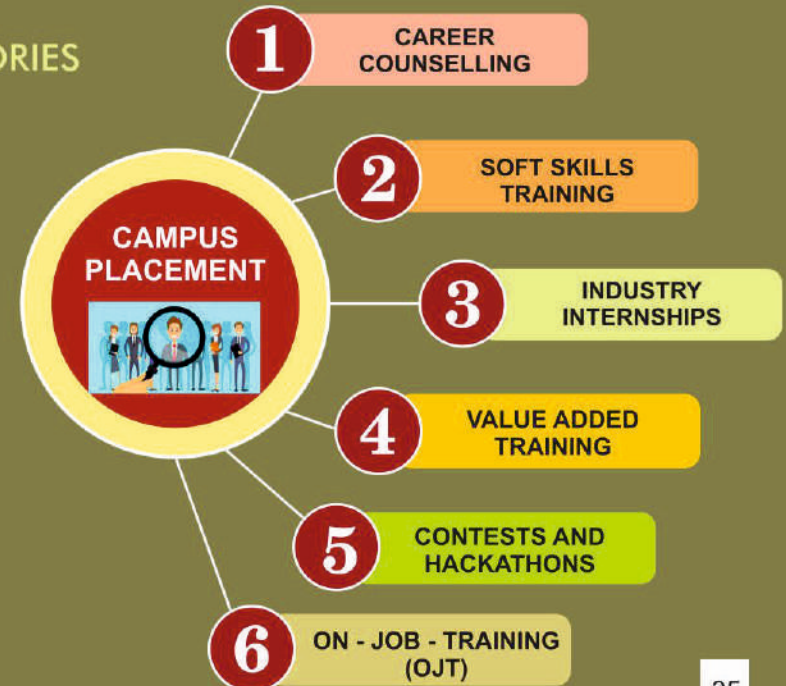 ORIES
1
CAREER
COUNSELLING
2
SOFT SKILLS
TRAINING
CAMPUS
PLACEMENT
3
INDUSTRY
INTERNSHIPS
4
VALUE ADDED
TRAINING
5
CONTESTS AND
HACKATHONS
6
ON - JOB - TRAINING
(OJT)